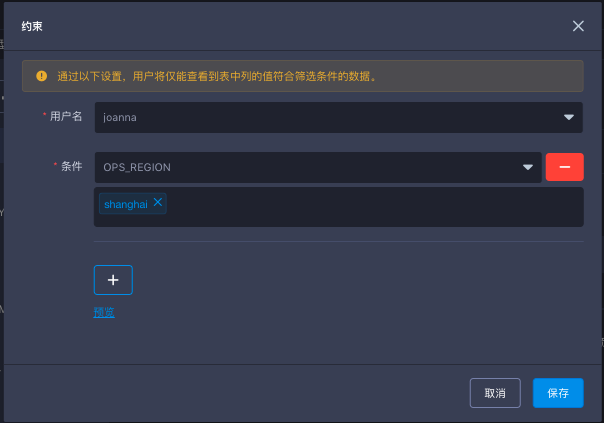 约束
通过以下设置，用户将仅能查看到表中列的值符合筛选条件的数据。
* 用户名
joanna
* 条件
OPS_REGION
shanghai
预览
取消
保存